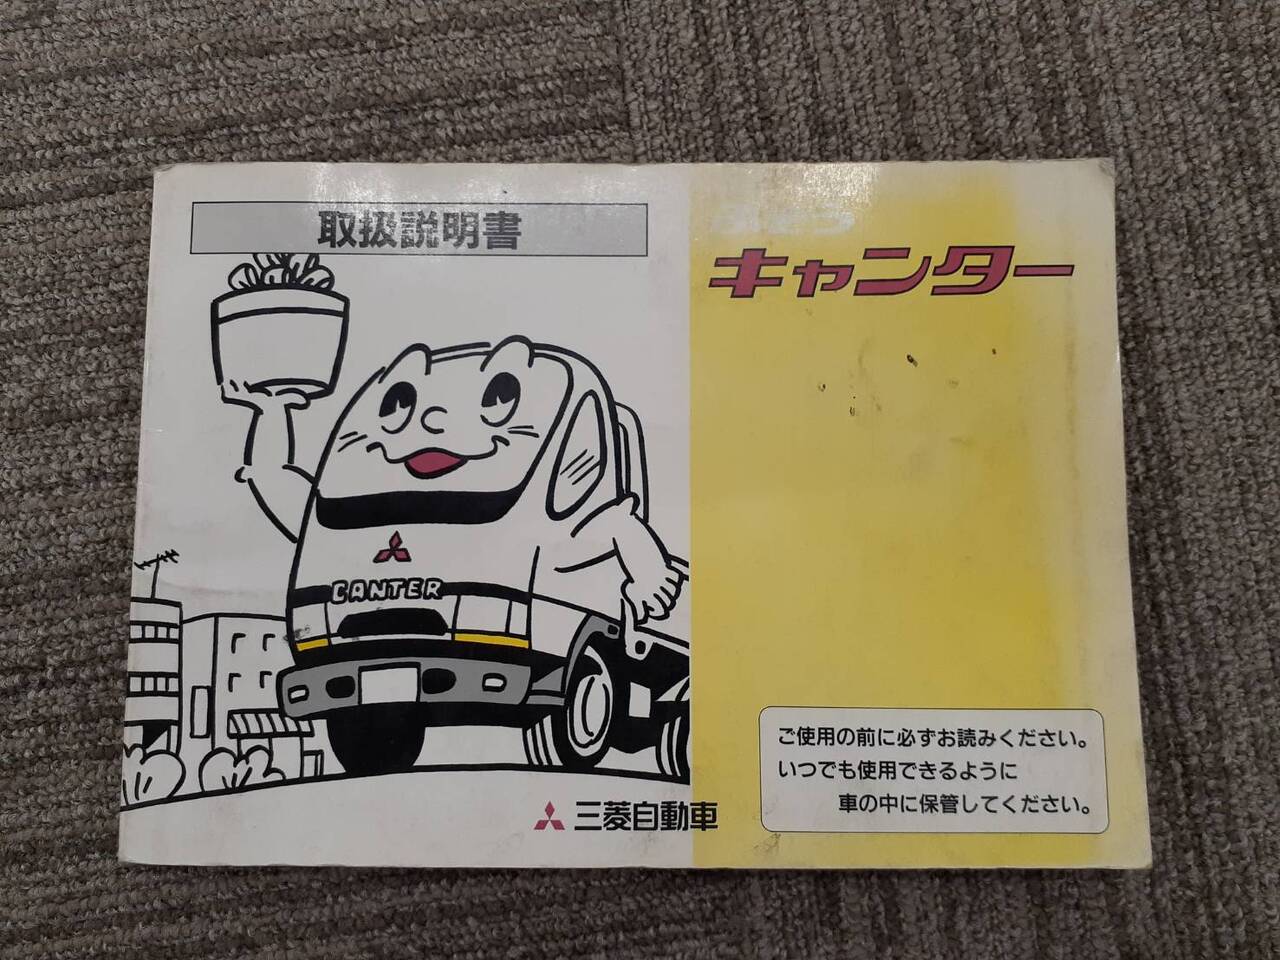 取扱説明書
キャンター
CANTER
ご使用の前に必ずお読みください。
いつでも使用できるように
車の中に保管してください。
三菱自動車